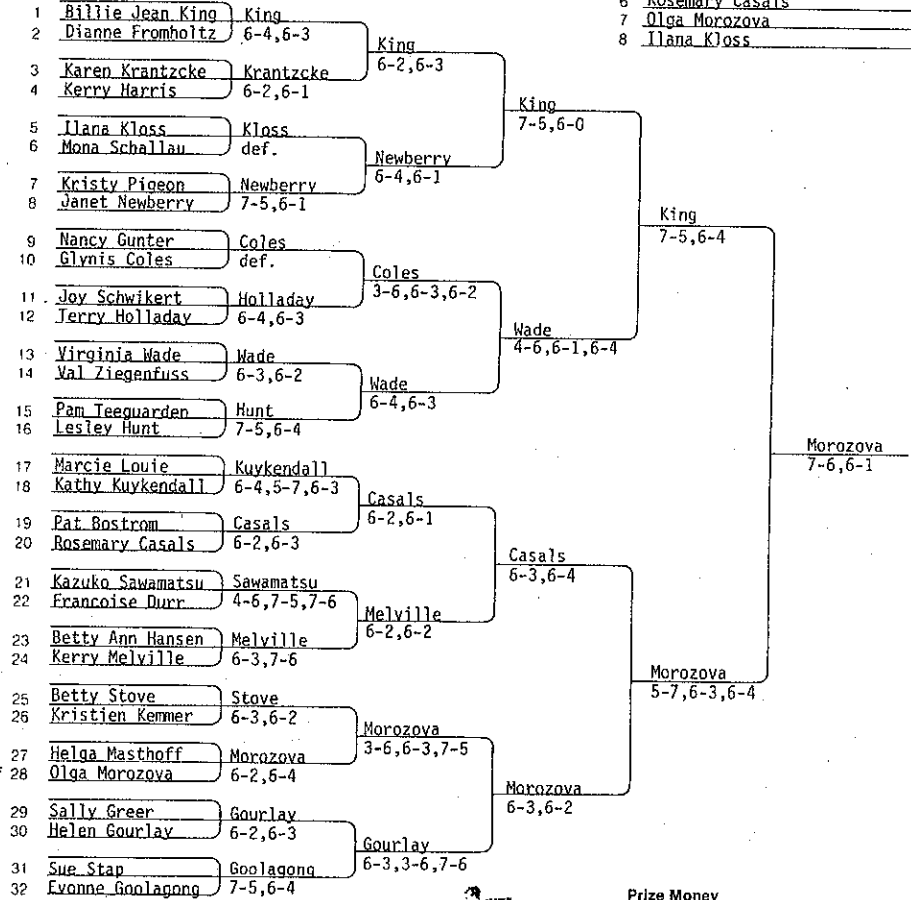 1 Billie Jean King
2 Dianne Fromholtz
King
6-4,6-3
3 Karen Krantzcke
4 Kerry Harris
Krantzcke
6-2,6-1
5 Ilana Kloss
6 Mona Schallau
Kloss
def.
7 Kristy Pigeon
8 Janet Newberry
Newberry
7-5,6-1
9 Nancy Gunter
10 Glynis Coles
Coles
def.
11 Joy Schwikert
12 Terry Holladay
Holladay
6-4,6-3
13 Virginia Wade
14 Val Ziegenfuss
Wade
6-3,6-2
15 Pam Teeguarden
16 Lesley Hunt
Hunt
7-5,6-4
17 Marcie Louie
18 Kathy Kuykendall
Kuykendall
6-4,5-7,6-3
19 Pat Bostrom
20 Rosemary Casals
Casals
6-2,6-3
21 Kazuko Sawamatsu
22 Francoise Durr
Sawamatsu
4-6,7-5,7-6
23 Betty Ann Hansen
24 Kerry Melville
Melville
6-3,7-6
25 Betty Stove
26 Kristien Kemmer
Stove
6-3,6-2
27 Helga Masthoff
28 Olga Morozova
Morozova
6-2,6-4
29 Sally Greer
30 Helen Gourlay
Gourlay
6-2,6-3
31 Sue Stap
32 Evonne Goolagong
Goolagong
7-5,6-4
King
6-2,6-3
Newberry
6-4,6-1
Coles
3-6,6-3,6-2
Wade
6-4,6-3
Casals
6-2,6-1
Melville
6-2,6-2
Morozova
3-6,6-3,7-5
Gourlay
6-3,3-6,7-6
King
7-5,6-0
Wade
4-6,6-1,6-4
Casals
6-3,6-4
Morozova
6-3,6-2
King
7-5,6-4
Morozova
5-7,6-3,6-4
Morozova
7-6,6-1
6 Rosemary Casals
7 Olga Morozova
8 Ilana Kloss
Prize Money